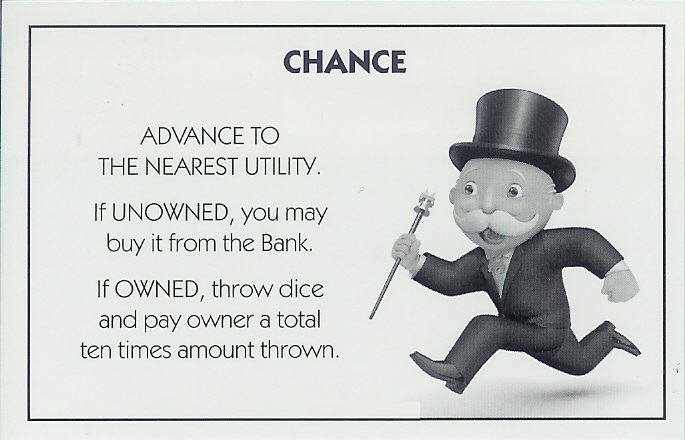 CHANCE
ADVANCE TO
THE NEAREST UTILITY.
If UNOWNED, you may
buy it from the Bank.
If OWNED, throw dice
and pay owner a total
ten times amount thrown.